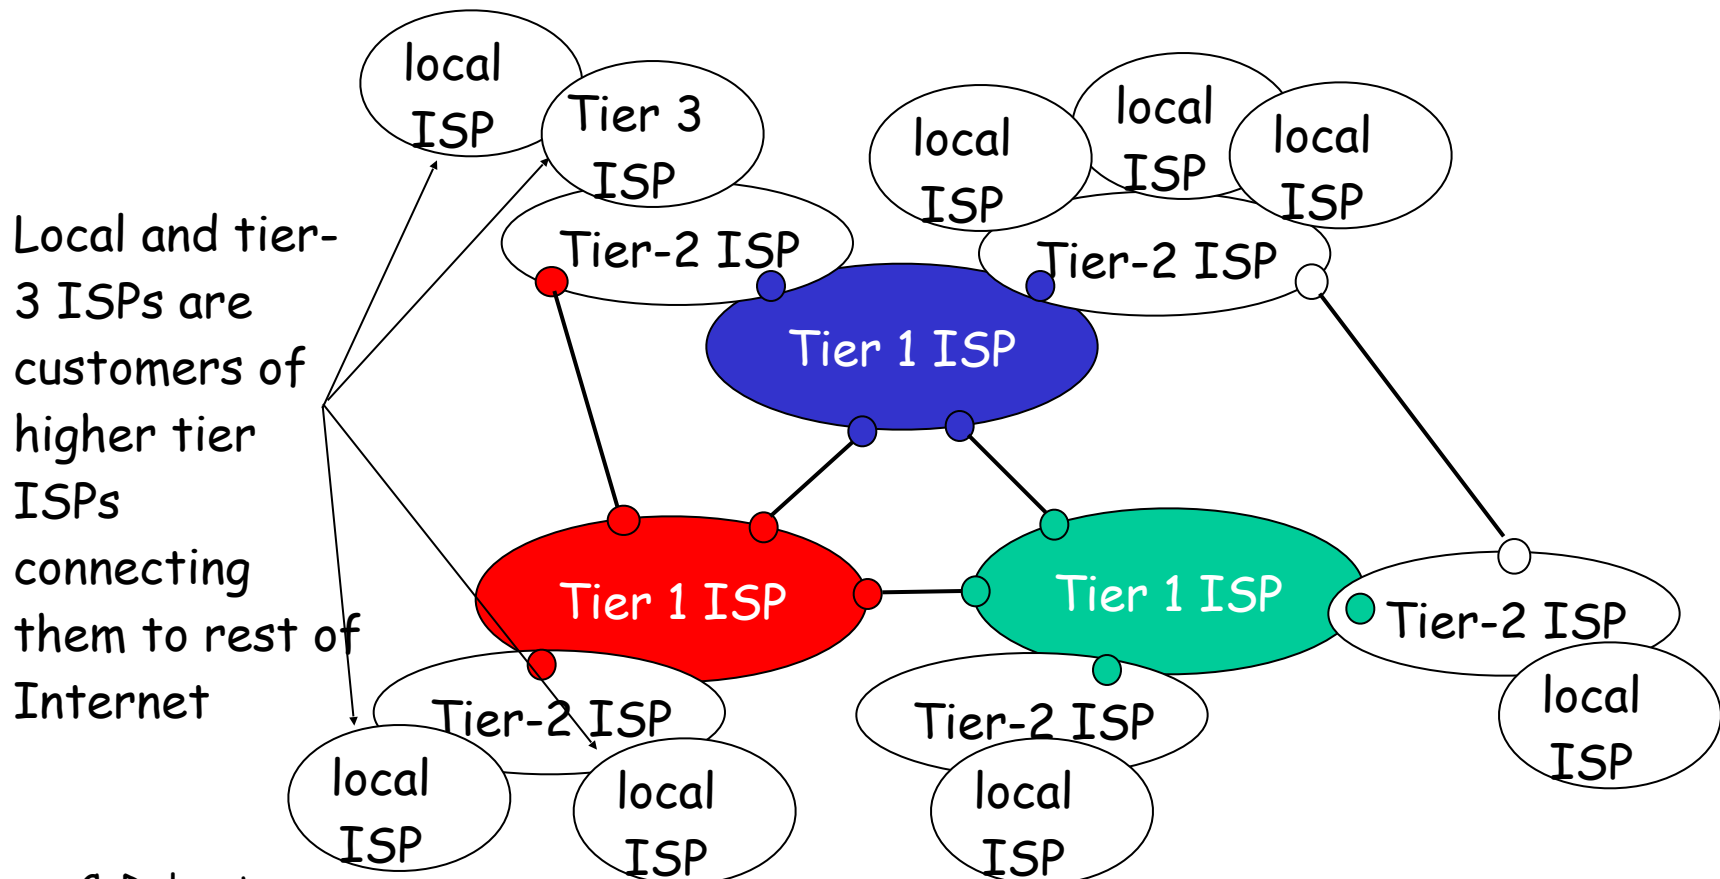 local
ISP
Tier 3
ISP
local
ISP
local
ISP
local
ISP
Local and tier-
3 ISPs are
customers of
higher tier
ISPs
connecting
them to rest of
Internet
Tier-2 ISP
Tier-2 ISP
Tier 1 ISP
Tier 1 ISP
Tier 1 ISP
Tier-2 ISP
local
ISP
Tier-2 ISP
Tier-2 ISP
local
ISP
local
ISP
local
ISP